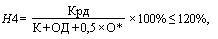 Н4 = Крд / (К + ОД + 0,5 × О*) × 100% ≤ 120%,